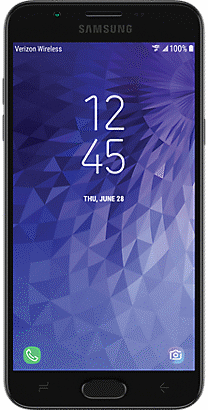 SAMSUNG
Verizon Wireless 100%
12
45
THU, JUNE 28